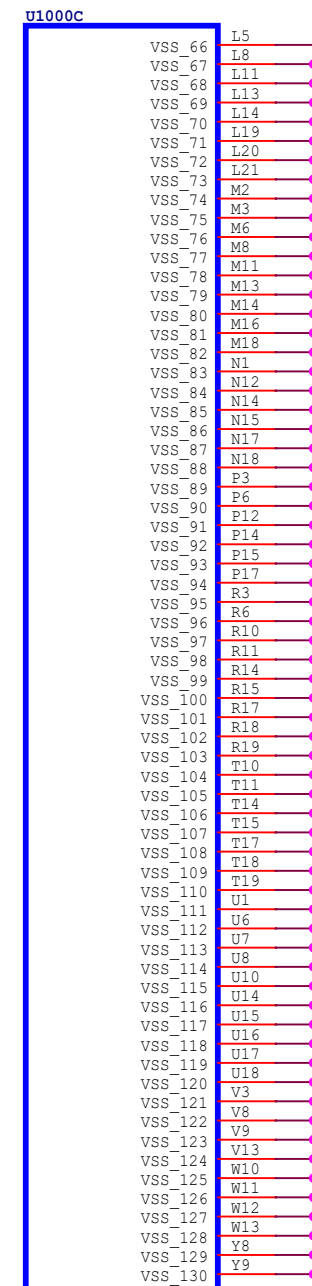 U1000C
VSS_66 L5
VSS_67 L8
VSS_68 L11
VSS_69 L13
VSS_70 L14
VSS_71 L19
VSS_72 L20
VSS_73 L21
VSS_74 M2
VSS_75 M3
VSS_76 M6
VSS_77 M8
VSS_78 M11
VSS_79 M13
VSS_80 M14
VSS_81 M16
VSS_82 M18
VSS_83 N1
VSS_84 N12
VSS_85 N14
VSS_86 N15
VSS_87 N17
VSS_88 N18
VSS_89 P3
VSS_90 P6
VSS_91 P12
VSS_92 P14
VSS_93 P15
VSS_94 P17
VSS_95 R3
VSS_96 R6
VSS_97 R10
VSS_98 R11
VSS_99 R14
VSS_100 R15
VSS_101 R17
VSS_102 R18
VSS_103 R19
VSS_104 T10
VSS_105 T11
VSS_106 T14
VSS_107 T15
VSS_108 T17
VSS_109 T18
VSS_110 T19
VSS_111 U1
VSS_112 U6
VSS_113 U7
VSS_114 U8
VSS_115 U10
VSS_116 U14
VSS_117 U15
VSS_118 U16
VSS_119 U17
VSS_120 U18
VSS_121 V3
VSS_122 V8
VSS_123 V9
VSS_124 V13
VSS_125 W10
VSS_126 W11
VSS_127 W12
VSS_128 W13
VSS_129 Y8
VSS_130 Y9